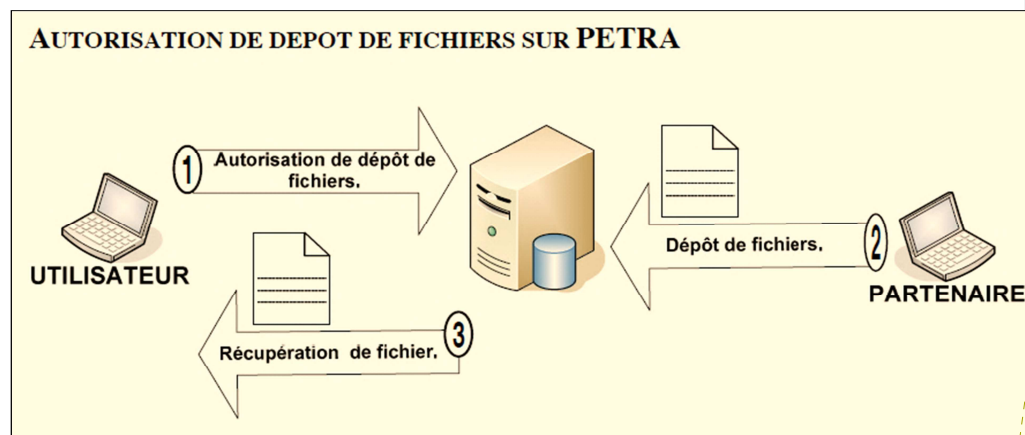 AUTORISATION DE DEPOT DE FICHIERS SUR PETRA
1
Autorisation de dépôt de
fichiers.
UTILISATEUR
2
Dépôt de fichiers.
PARTENAIRE
3
Récupération de fichier.